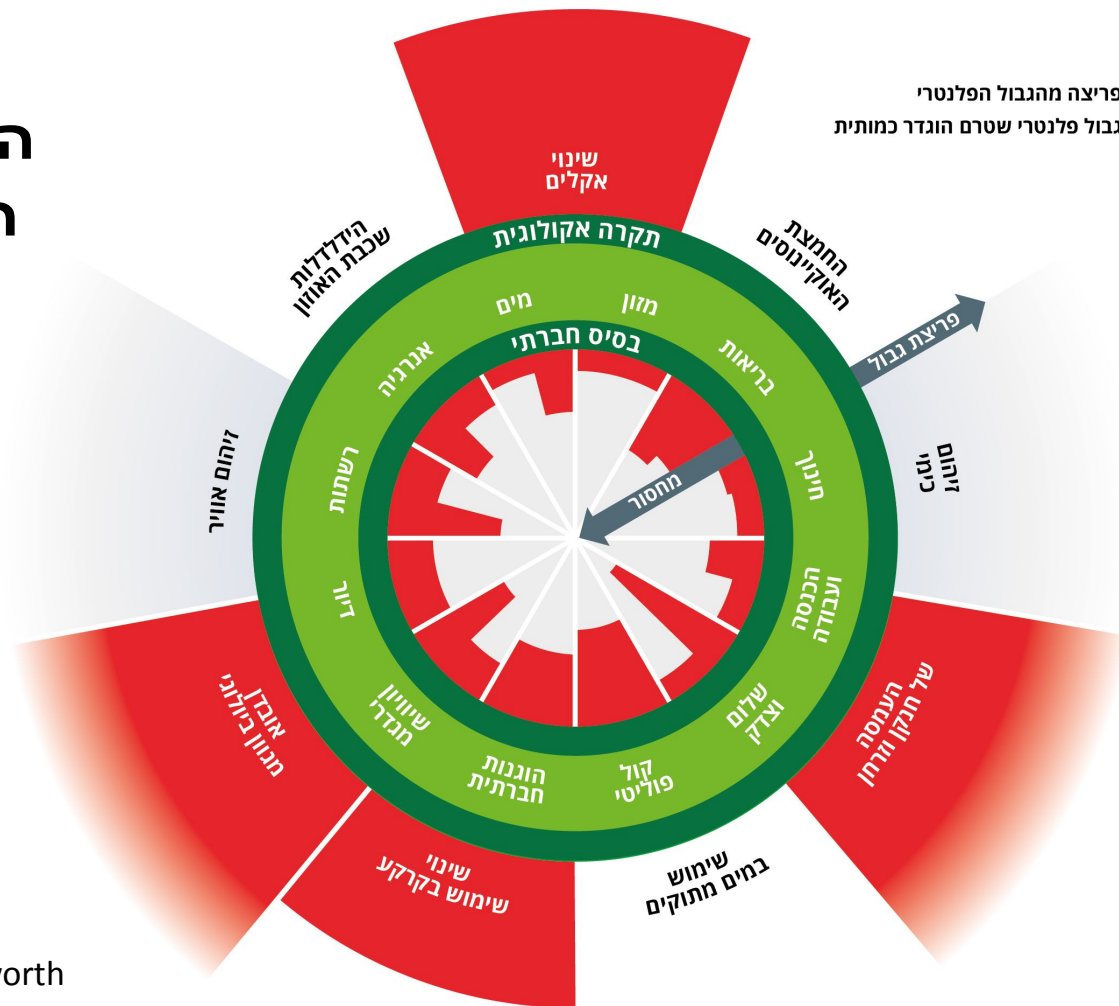 פריצה מהגבול הפלנטרי
גבול פלנטרי שטרם הוגדר כמותית
שינוי
אקלים
החמצת
האוקיינוסים
פריצת גבול
זיהום
כימי
העמסה
של חנקן וזרחן
שימוש
במים מתוקים
שינוי
שימוש בקרקע
אובדן
מגוון ביולוגי
זיהום אוויר
הידלדלות
שכבת האוזון
תקרה אקולוגית
מזון
בריאות
חינוך
הכנסה
ועבודה
שלום
וצדק
קול
פוליטי
הוגנות
חברתית
שיוויון
מגדרי
דיור
רשתות
אנרגיה
מים
בסיס חברתי
מחסור